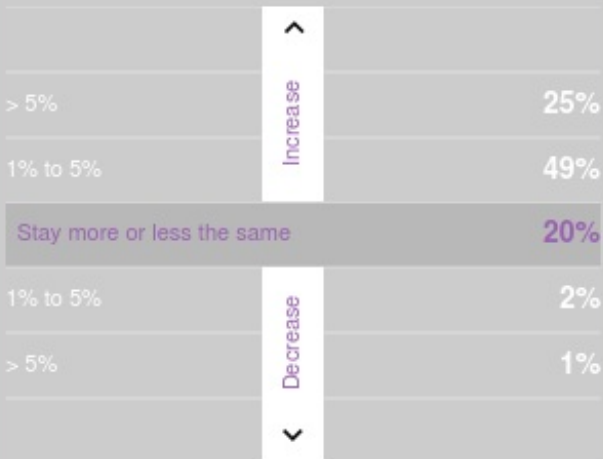 > 5% 25%
Increase
1% to 5% 49%
Stay more or less the same 20%
1% to 5% 2%
Decrease
> 5% 1%